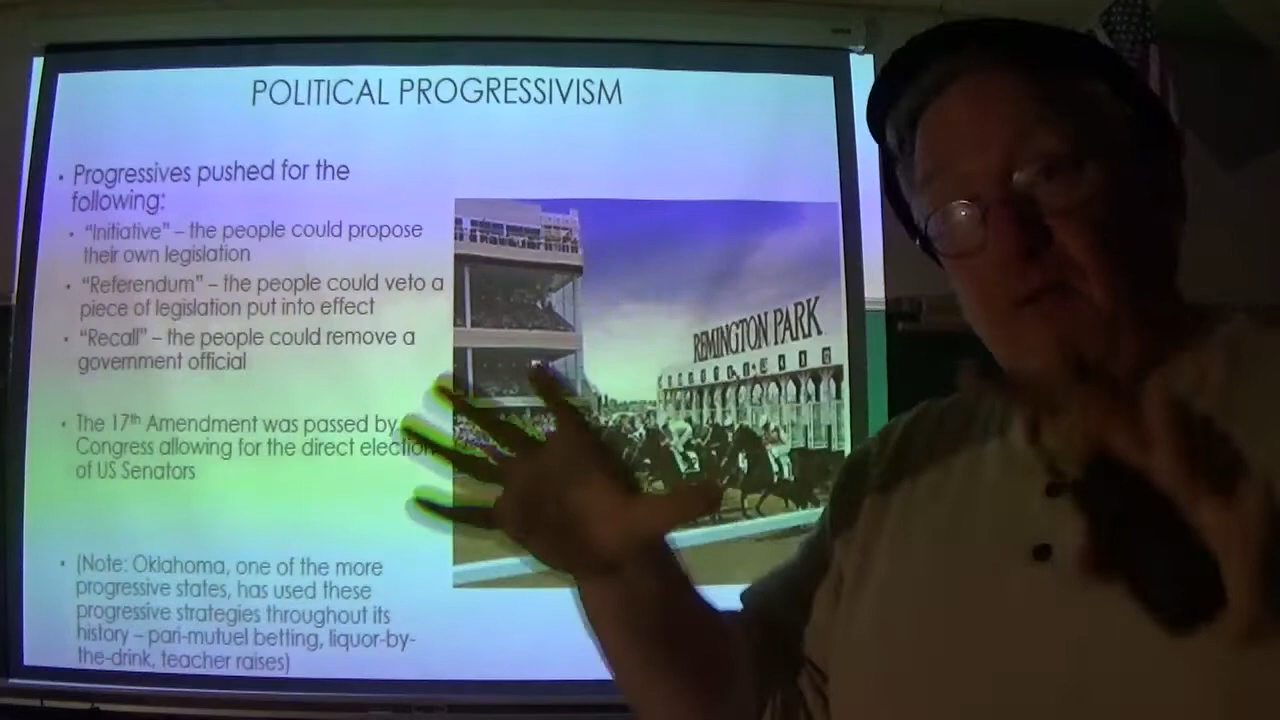 POLITICAL PROGRESSIVISM
• Progressives pushed for the
following:
• “Initiative” – the people could propose
their own legislation
• “Referendum” – the people could veto a
piece of legislation put into effect
• “Recall” – the people could remove a
government official
• The 17th Amendment was passed by
Congress allowing for the direct election
of US Senators
• (Note: Oklahoma, one of the more
progressive states, has used these
progressive strategies throughout its
history – pari-mutuel betting, liquor-by-
the-drink, teacher raises)
REMINGTON PARK